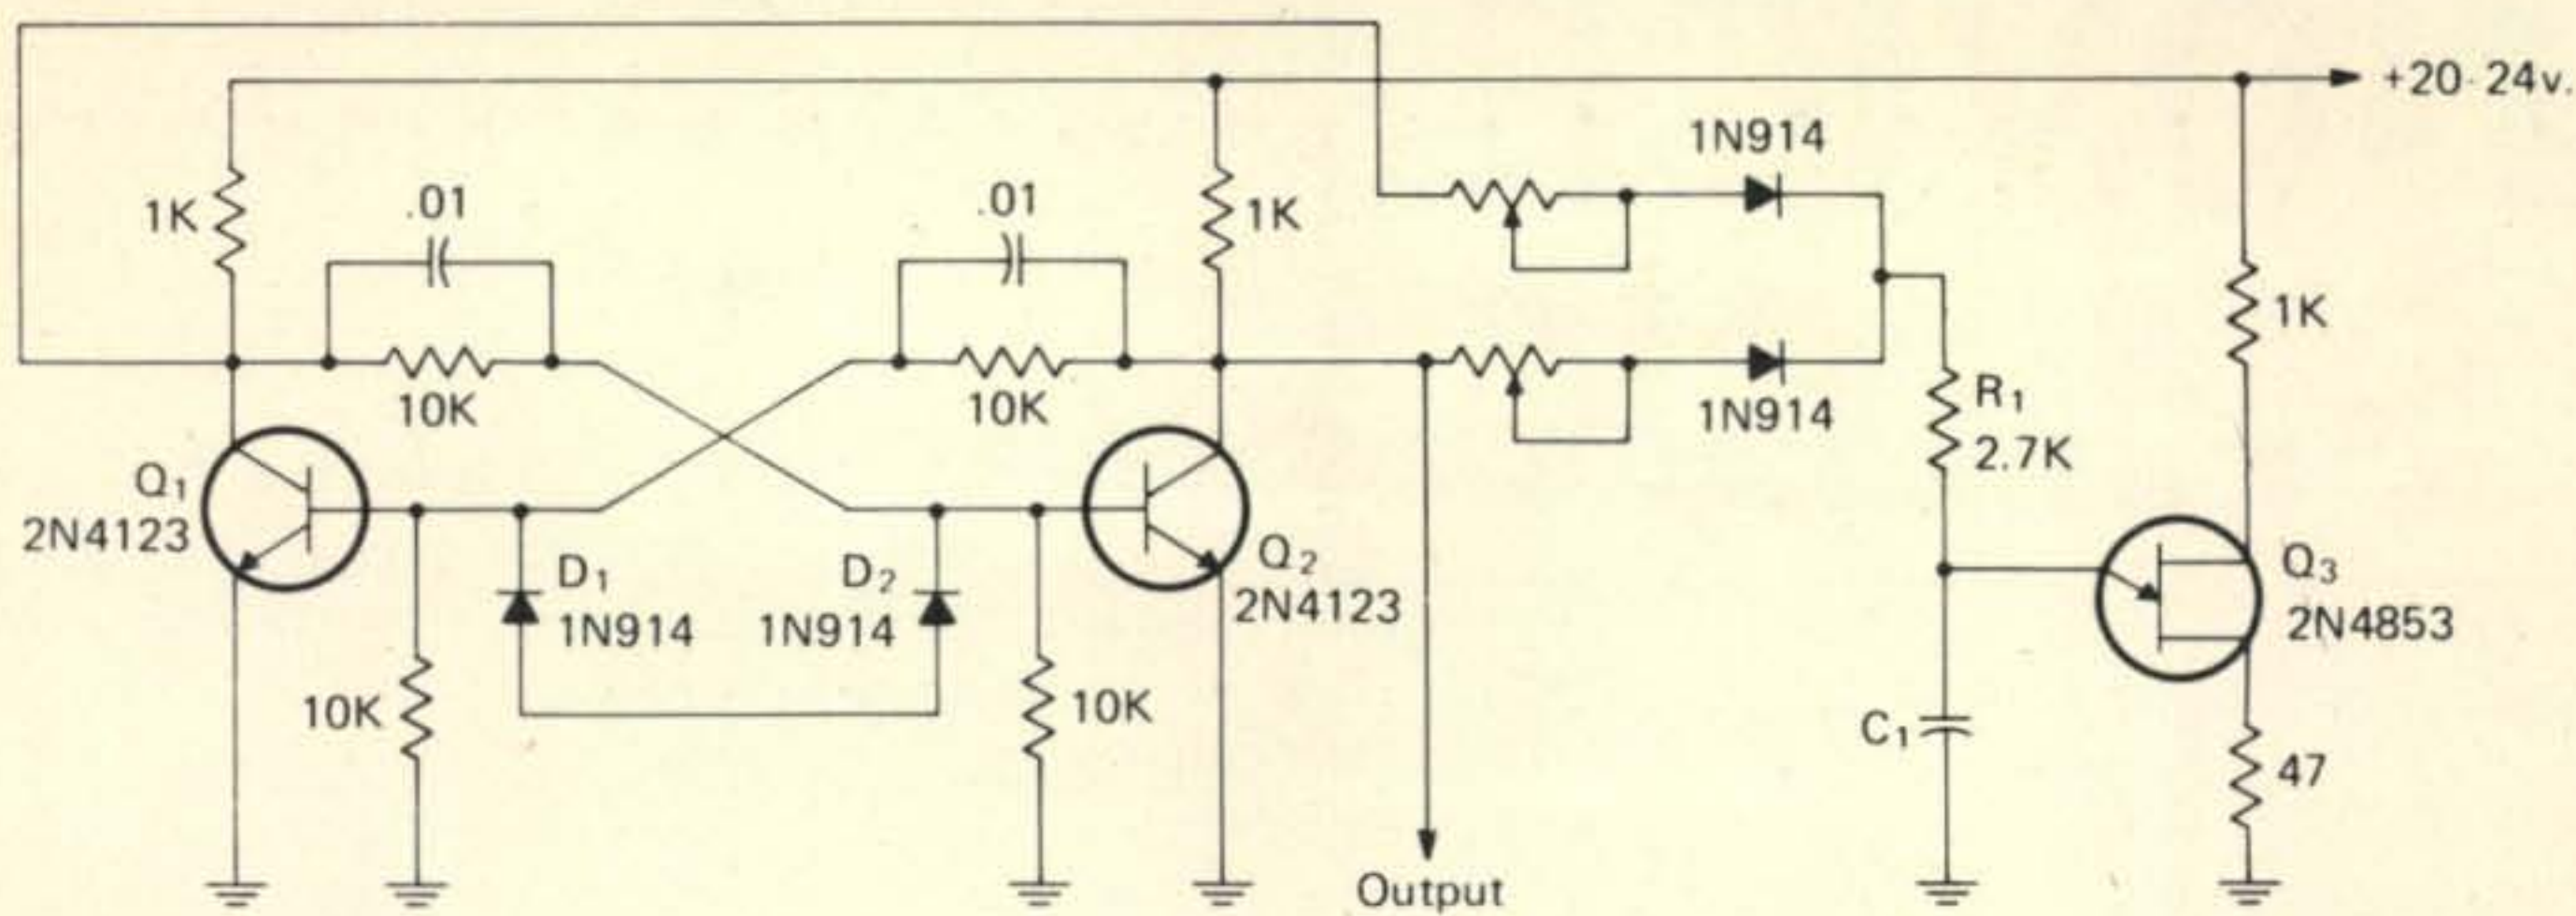 +20-24v.
1N914
.01
.01
1K
1K
1K
10K
10K
1N914
R₁
2.7K
Q₁
2N4123
D₁
1N914
D₂
1N914
Q₂
2N4123
Q₃
2N4853
10K
10K
C₁
47
Output